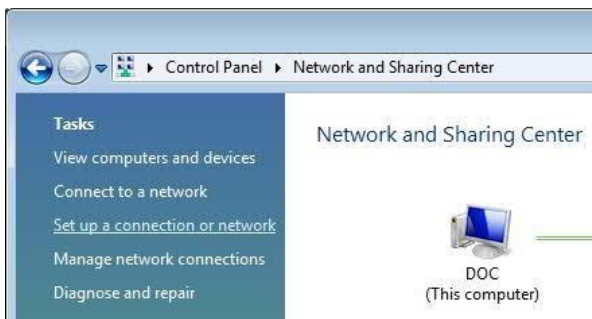 Control Panel Network and Sharing Center
Tasks
View computers and devices
Connect to a network
Set up a connection or network
Manage network connections
Diagnose and repair
Network and Sharing Center
DOC
(This computer)